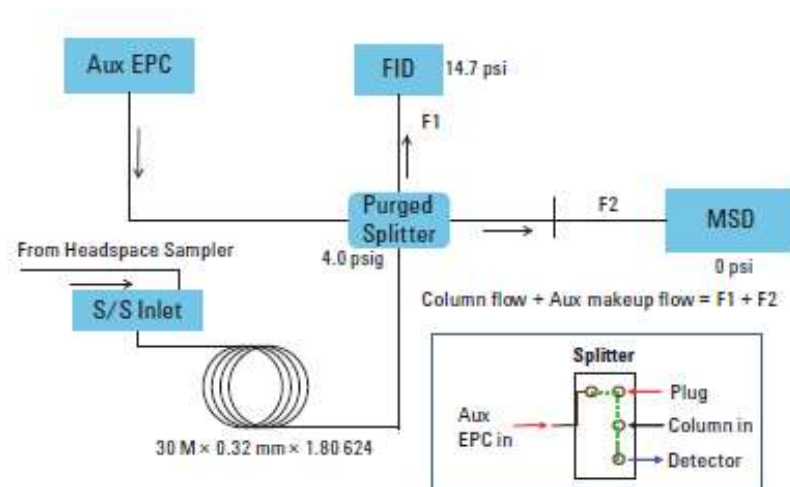 Aux EPC
FID
14.7 psi
F1
Purged
Splitter
4.0 psig
F2
MSD
0 psi
From Headspace Sampler
S/S Inlet
Column flow + Aux makeup flow = F1 + F2
30 M × 0.32 mm × 1.80 624
Splitter
Aux
EPC in
Plug
Column in
Detector